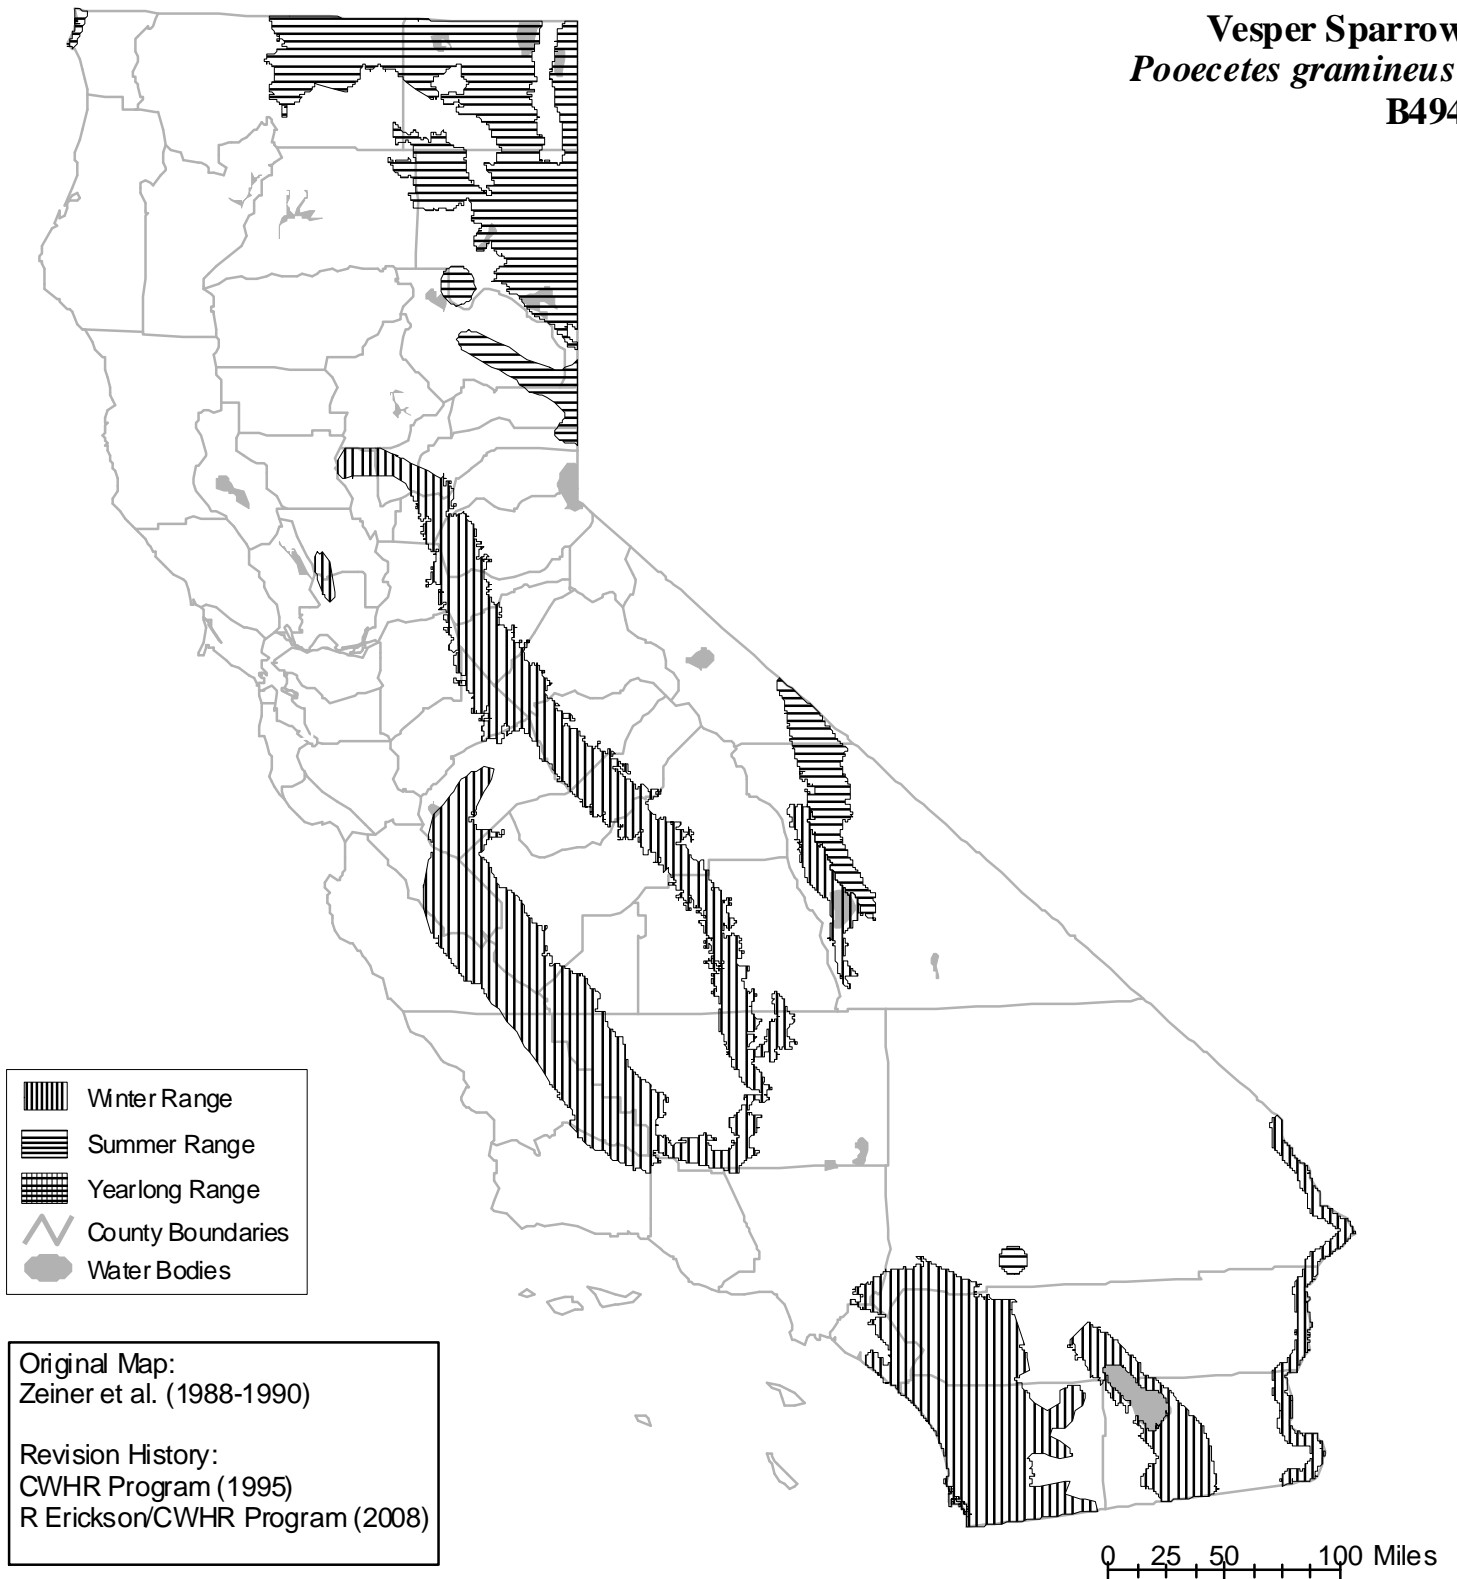 Vesper Sparrow
Pooecetes gramineus
B494
Winter Range
Summer Range
Yearlong Range
County Boundaries
Water Bodies
Original Map:
Zeiner et al. (1988-1990)
Revision History:
CWHR Program (1995)
R Erickson/CWHR Program (2008)
0 25 50 100 Miles